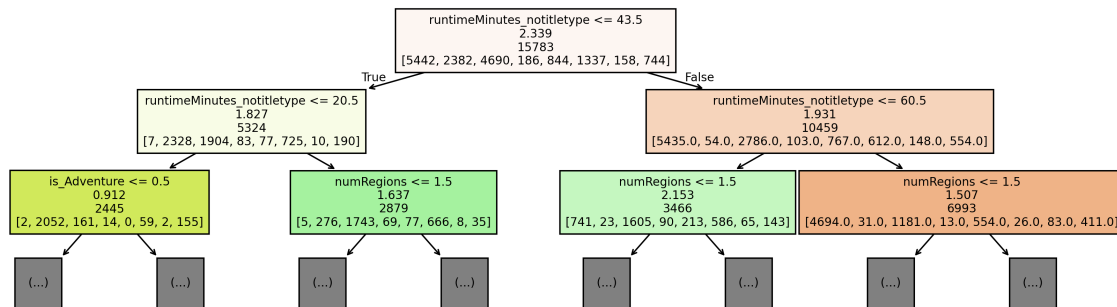 runtimeMinutes_notitletype <= 43.5
2.339
15783
[5442, 2382, 4690, 186, 844, 1337, 158, 744]
True
False
runtimeMinutes_notitletype <= 20.5
1.827
5324
[7, 2328, 1904, 83, 77, 725, 10, 190]
runtimeMinutes_notitletype <= 60.5
1.931
10459
[5435.0, 54.0, 2786.0, 103.0, 767.0, 612.0, 148.0, 554.0]
is_Adventure <= 0.5
0.912
2445
[2, 2052, 161, 14, 0, 59, 2, 155]
numRegions <= 1.5
1.637
2879
[5, 276, 1743, 69, 77, 666, 8, 35]
numRegions <= 1.5
2.153
3466
[741, 23, 1605, 90, 213, 586, 65, 143]
numRegions <= 1.5
1.507
6993
[4694.0, 31.0, 1181.0, 13.0, 554.0, 26.0, 83.0, 411.0]
(...)
(...)
(...)
(...)
(...)
(...)
(...)
(...)